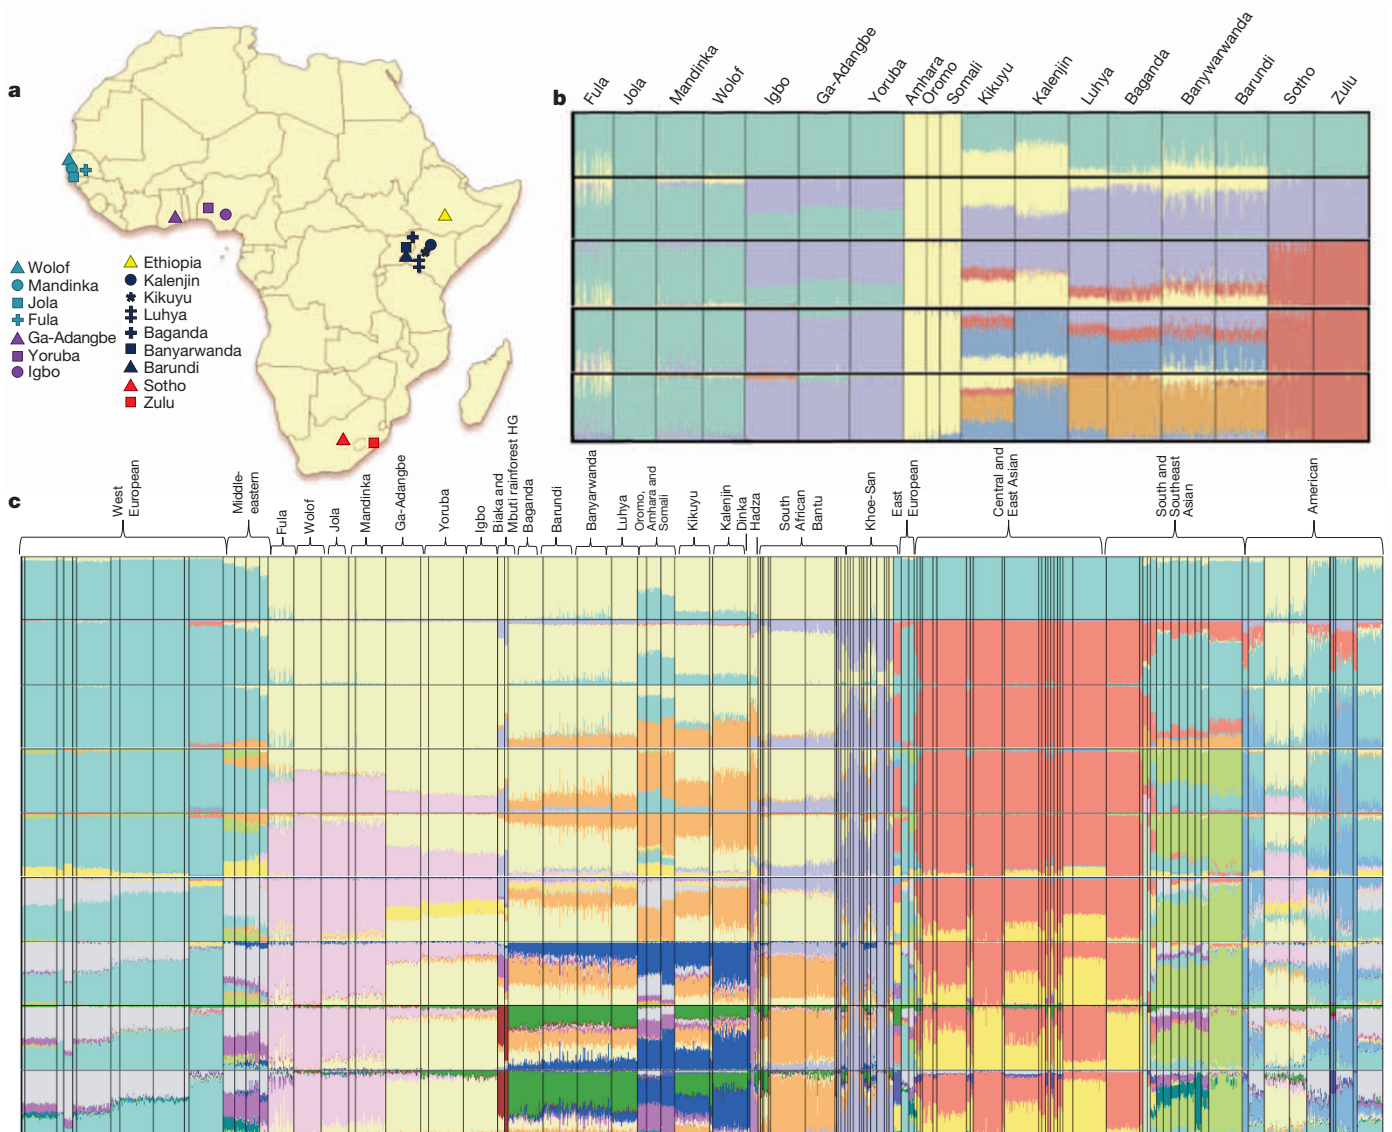 a
Wolof
Mandinka
Jola
Fula
Ga-Adangbe
Yoruba
Igbo
Ethiopia
Kalenjin
Kikuyu
Luhya
Baganda
Banyarwanda
Barundi
Sotho
Zulu
b
Fula
Jola
Mandinka
Wolof
Igbo
Ga-Adangbe
Yoruba
Amhara
Oromo
Somali
Kikuyu
Kalenjin
Luhya
Baganda
Banywarwanda
Barundi
Sotho
Zulu
c
West
European
Middle-
eastern
Fula
Wolof
Jola
Mandinka
Ga-Adangbe
Yoruba
Igbo
Biaka and
Mbuti rainforest HG
Baganda
Barundi
Banyarwanda
Luhya
Oromo,
Amhara and
Somali
Kikuyu
Kalenjin
Dinka
Hadza
South
African
Bantu
Khoe-San
East
European
Central and
East Asian
South and
Southeast
Asian
American